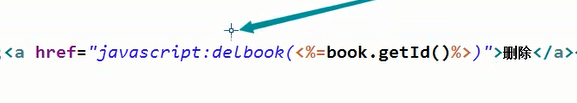 ;<a href="javascript:delbook(<%=book.getId()%>)">删除</a>